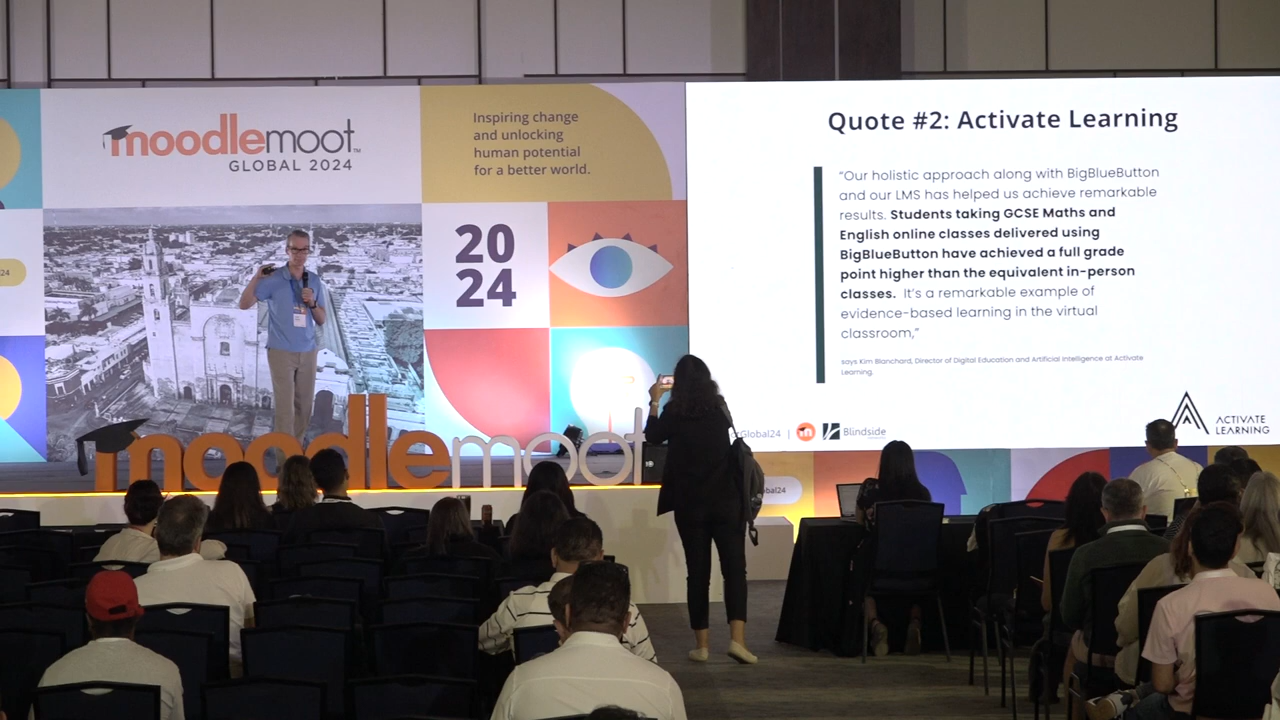 moodlemoot™
GLOBAL 2024
Inspiring change
and unlocking
human potential
for a better world.
24
20
24
Quote #2: Activate Learning
“Our holistic approach along with BigBlueButton
and our LMS has helped us achieve remarkable
results. Students taking GCSE Maths and
English online classes delivered using
BigBlueButton have achieved a full grade
point higher than the equivalent in-person
classes. It’s a remarkable example of
evidence-based learning in the virtual
classroom,”
says Kim Blanchard, Director of Digital Education and Artificial Intelligence at Activate
Learning.
Global24 | m Blindside
ACTIVATE
LEARNING
moodlemoot